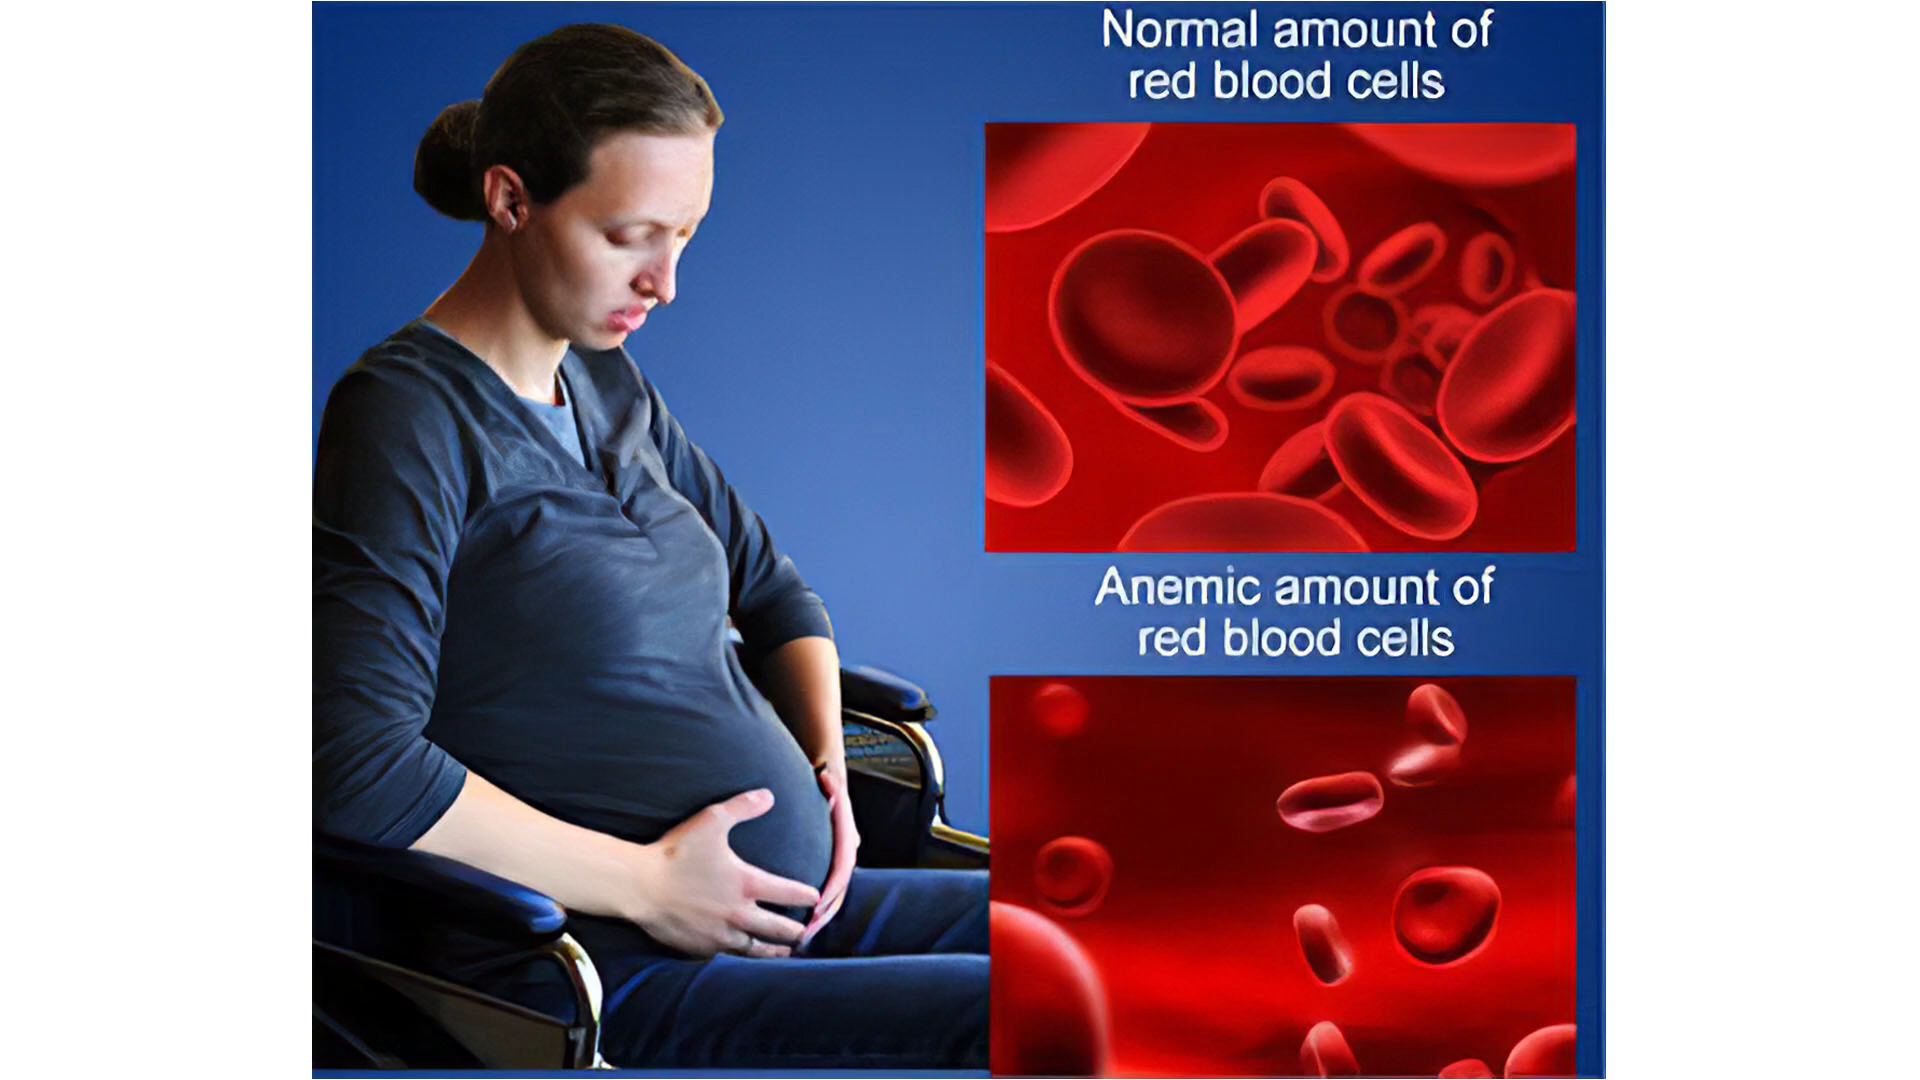 Normal amount of
red blood cells
Anemic amount of
red blood cells